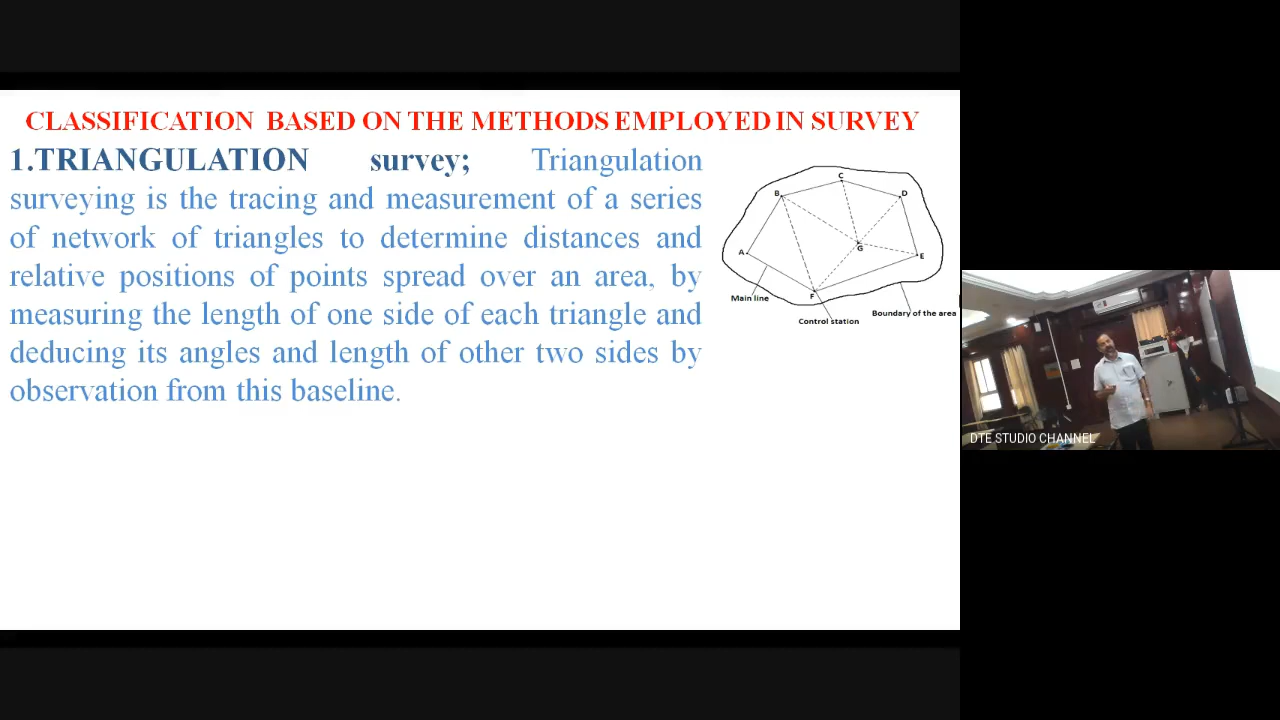 CLASSIFICATION BASED ON THE METHODS EMPLOYED IN SURVEY
1.TRIANGULATION survey; Triangulation
surveying is the tracing and measurement of a series
of network of triangles to determine distances and
relative positions of points spread over an area, by
measuring the length of one side of each triangle and
deducing its angles and length of other two sides by
observation from this baseline.
C
B
D
G
A
E
F
Main line
Control station
Boundary of the area
DTE STUDIO CHANNEL